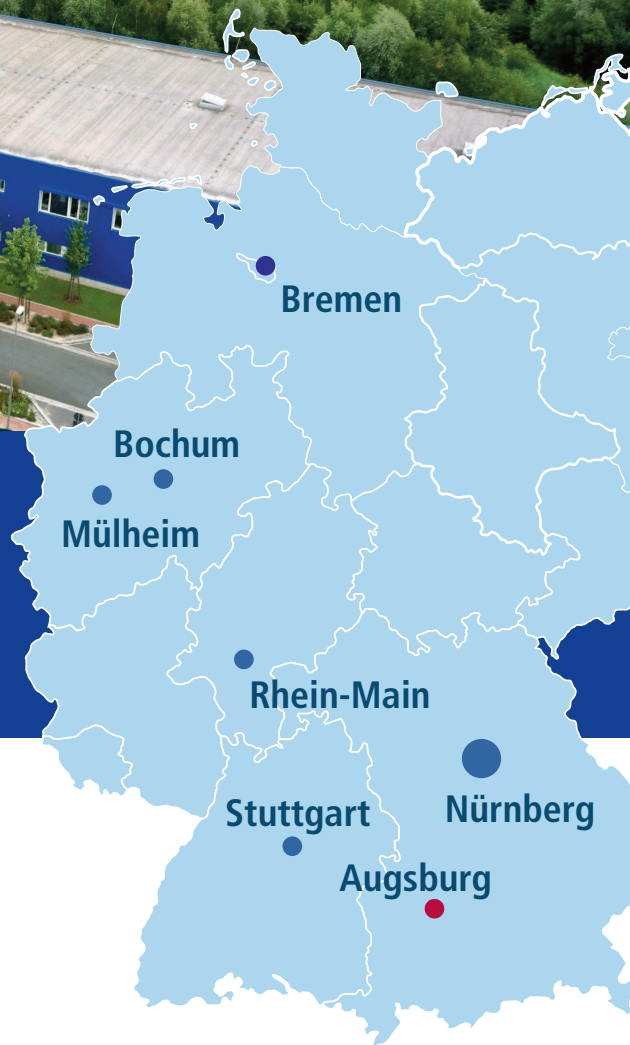 Bremen
Bochum
Mülheim
Rhein-Main
Nürnberg
Stuttgart
Augsburg